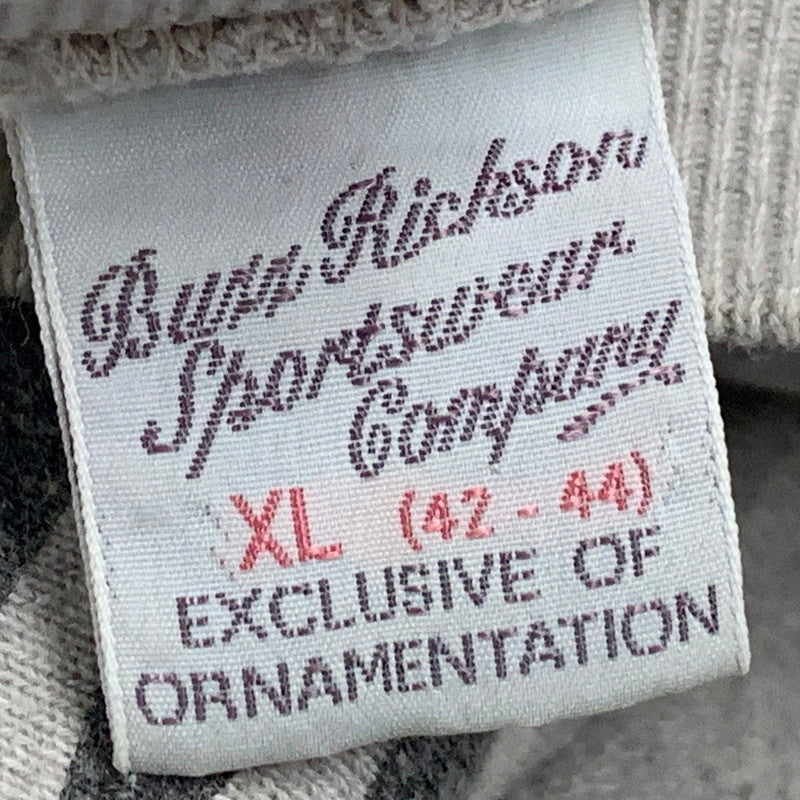 Buzz Rickson
Sportswear
Company
XL (42 - 44)
EXCLUSIVE OF
ORNAMENTATION